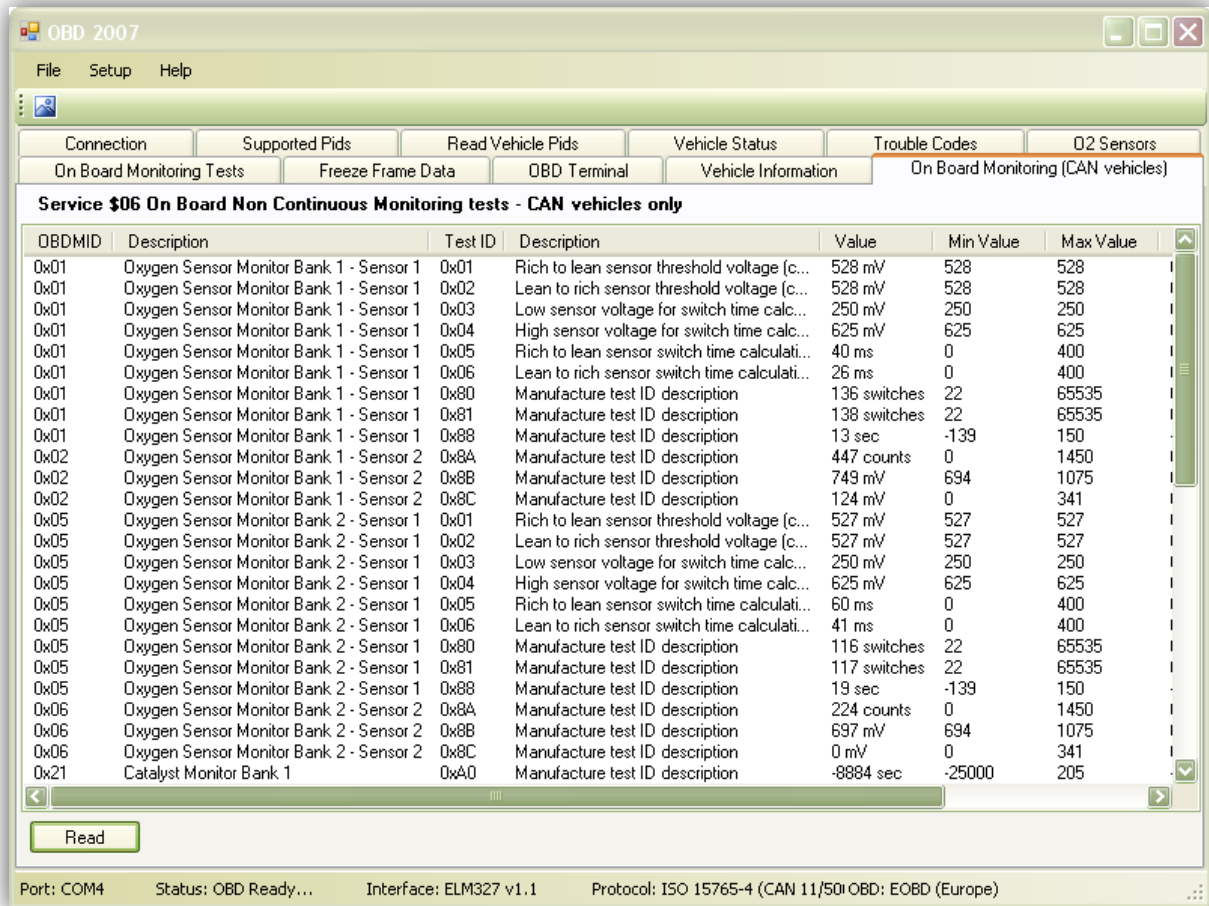 OBD 2007
File Setup Help
Connection Supported Pids Read Vehicle Pids Vehicle Status Trouble Codes O2 Sensors
On Board Monitoring Tests Freeze Frame Data OBD Terminal Vehicle Information On Board Monitoring (CAN vehicles)
Service $06 On Board Non Continuous Monitoring tests - CAN vehicles only
OBDMID Description Test ID Description Value Min Value Max Value
0x01 Oxygen Sensor Monitor Bank 1 - Sensor 1 0x01 Rich to lean sensor threshold voltage (c... 528 mV 528 528
0x01 Oxygen Sensor Monitor Bank 1 - Sensor 1 0x02 Lean to rich sensor threshold voltage (c... 528 mV 528 528
0x01 Oxygen Sensor Monitor Bank 1 - Sensor 1 0x03 Low sensor voltage for switch time calc... 250 mV 250 250
0x01 Oxygen Sensor Monitor Bank 1 - Sensor 1 0x04 High sensor voltage for switch time calc... 625 mV 625 625
0x01 Oxygen Sensor Monitor Bank 1 - Sensor 1 0x05 Rich to lean sensor switch time calculati... 40 ms 0 400
0x01 Oxygen Sensor Monitor Bank 1 - Sensor 1 0x06 Lean to rich sensor switch time calculati... 26 ms 0 400
0x01 Oxygen Sensor Monitor Bank 1 - Sensor 1 0x80 Manufacture test ID description 136 switches 22 65535
0x01 Oxygen Sensor Monitor Bank 1 - Sensor 1 0x81 Manufacture test ID description 138 switches 22 65535
0x01 Oxygen Sensor Monitor Bank 1 - Sensor 1 0x88 Manufacture test ID description 13 sec -139 150
0x02 Oxygen Sensor Monitor Bank 1 - Sensor 2 0x8A Manufacture test ID description 447 counts 0 1450
0x02 Oxygen Sensor Monitor Bank 1 - Sensor 2 0x8B Manufacture test ID description 749 mV 694 1075
0x02 Oxygen Sensor Monitor Bank 1 - Sensor 2 0x8C Manufacture test ID description 124 mV 0 341
0x05 Oxygen Sensor Monitor Bank 2 - Sensor 1 0x01 Rich to lean sensor threshold voltage (c... 527 mV 527 527
0x05 Oxygen Sensor Monitor Bank 2 - Sensor 1 0x02 Lean to rich sensor threshold voltage (c... 527 mV 527 527
0x05 Oxygen Sensor Monitor Bank 2 - Sensor 1 0x03 Low sensor voltage for switch time calc... 250 mV 250 250
0x05 Oxygen Sensor Monitor Bank 2 - Sensor 1 0x04 High sensor voltage for switch time calc... 625 mV 625 625
0x05 Oxygen Sensor Monitor Bank 2 - Sensor 1 0x05 Rich to lean sensor switch time calculati... 60 ms 0 400
0x05 Oxygen Sensor Monitor Bank 2 - Sensor 1 0x06 Lean to rich sensor switch time calculati... 41 ms 0 400
0x05 Oxygen Sensor Monitor Bank 2 - Sensor 1 0x80 Manufacture test ID description 116 switches 22 65535
0x05 Oxygen Sensor Monitor Bank 2 - Sensor 1 0x81 Manufacture test ID description 117 switches 22 65535
0x05 Oxygen Sensor Monitor Bank 2 - Sensor 1 0x88 Manufacture test ID description 19 sec -139 150
0x06 Oxygen Sensor Monitor Bank 2 - Sensor 2 0x8A Manufacture test ID description 224 counts 0 1450
0x06 Oxygen Sensor Monitor Bank 2 - Sensor 2 0x8B Manufacture test ID description 697 mV 694 1075
0x06 Oxygen Sensor Monitor Bank 2 - Sensor 2 0x8C Manufacture test ID description 0 mV 0 341
0x21 Catalyst Monitor Bank 1 0xA0 Manufacture test ID description -8884 sec -25000 205
Read
Port: COM4 Status: OBD Ready... Interface: ELM327 v1.1 Protocol: ISO 15765-4 (CAN 11/50 OBD: EOBD (Europe)